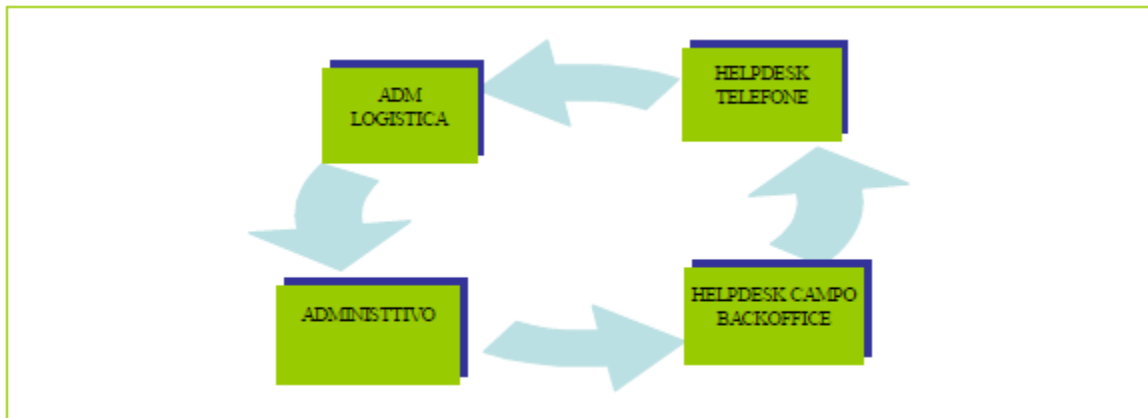 ADM
LOGISTICA
HELPDESK
TELEFONE
ADMINISTTIVO
HELPDESK CAMPO
BACKOFFICE